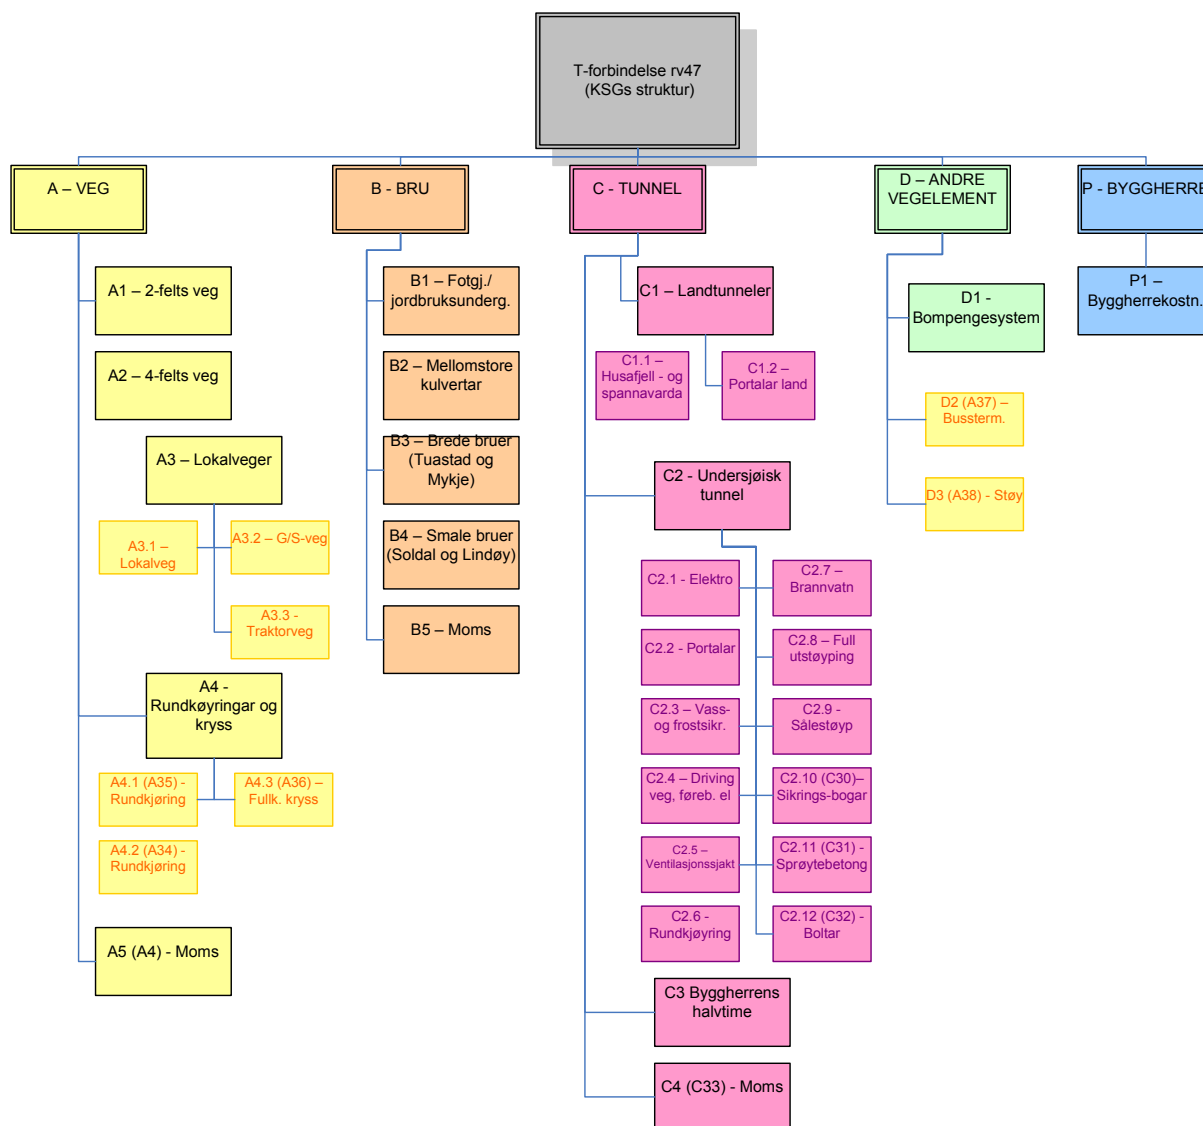 T-forbindelse rv47
(KSGs struktur)
A – VEG
B - BRU
C - TUNNEL
D – ANDRE
VEGELEMENT
P - BYGGHERRE
A1 – 2-felts veg
A2 – 4-felts veg
A3 – Lokalveger
A3.1 –
Lokalveg
A3.2 – G/S-veg
A3.3 -
Traktorveg
A4 -
Rundkøyringar og
kryss
A4.1 (A35) -
Rundkjøring
A4.3 (A36) –
Fullk. kryss
A4.2 (A34) -
Rundkjøring
A5 (A4) - Moms
B1 – Fotgj./
jordbruksunderg.
B2 – Mellomstore
kulvertar
B3 – Brede bruer
(Tuastad og
Mykje)
B4 – Smale bruer
(Soldal og Lindøy)
B5 – Moms
C1 – Landtunneler
C1.1 –
Husafjell - og
spannavarda
C1.2 –
Portalar land
C2 - Undersjøisk
tunnel
C2.1 - Elektro
C2.7 –
Brannvatn
C2.2 - Portalar
C2.8 – Full
utstøyping
C2.3 – Vass-
og frostsikr.
C2.9 -
Sålestøyp
C2.4 – Driving
veg, føreb. el
C2.10 (C30)–
Sikrings-bogar
C2.5 –
Ventilasjonssjakt
C2.11 (C31) -
Sprøytebetong
C2.6 -
Rundkjøyring
C2.12 (C32) -
Boltar
C3 Byggherrens
halvtime
C4 (C33) - Moms
D1 -
Bompengesystem
D2 (A37) –
Bussterm.
D3 (A38) - Støy
P1 –
Byggherrekostn.